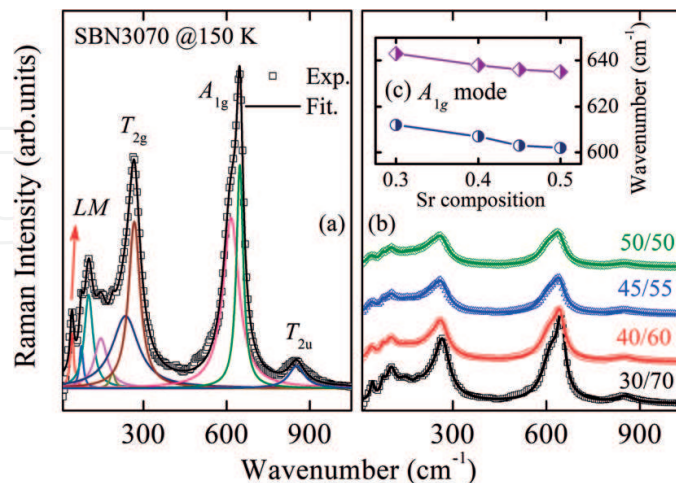 SBN3070 @150 K
Exp.
Fit.
A1g
T2g
LM
T2u
(a)
Raman Intensity (arb.units)
300 600 900
640
620
600
Wavenumber (cm-1)
(c) A1g mode
0.3 0.4 0.5
Sr composition
(b)
50/50
45/55
40/60
30/70
300 600 900
Wavenumber (cm-1)